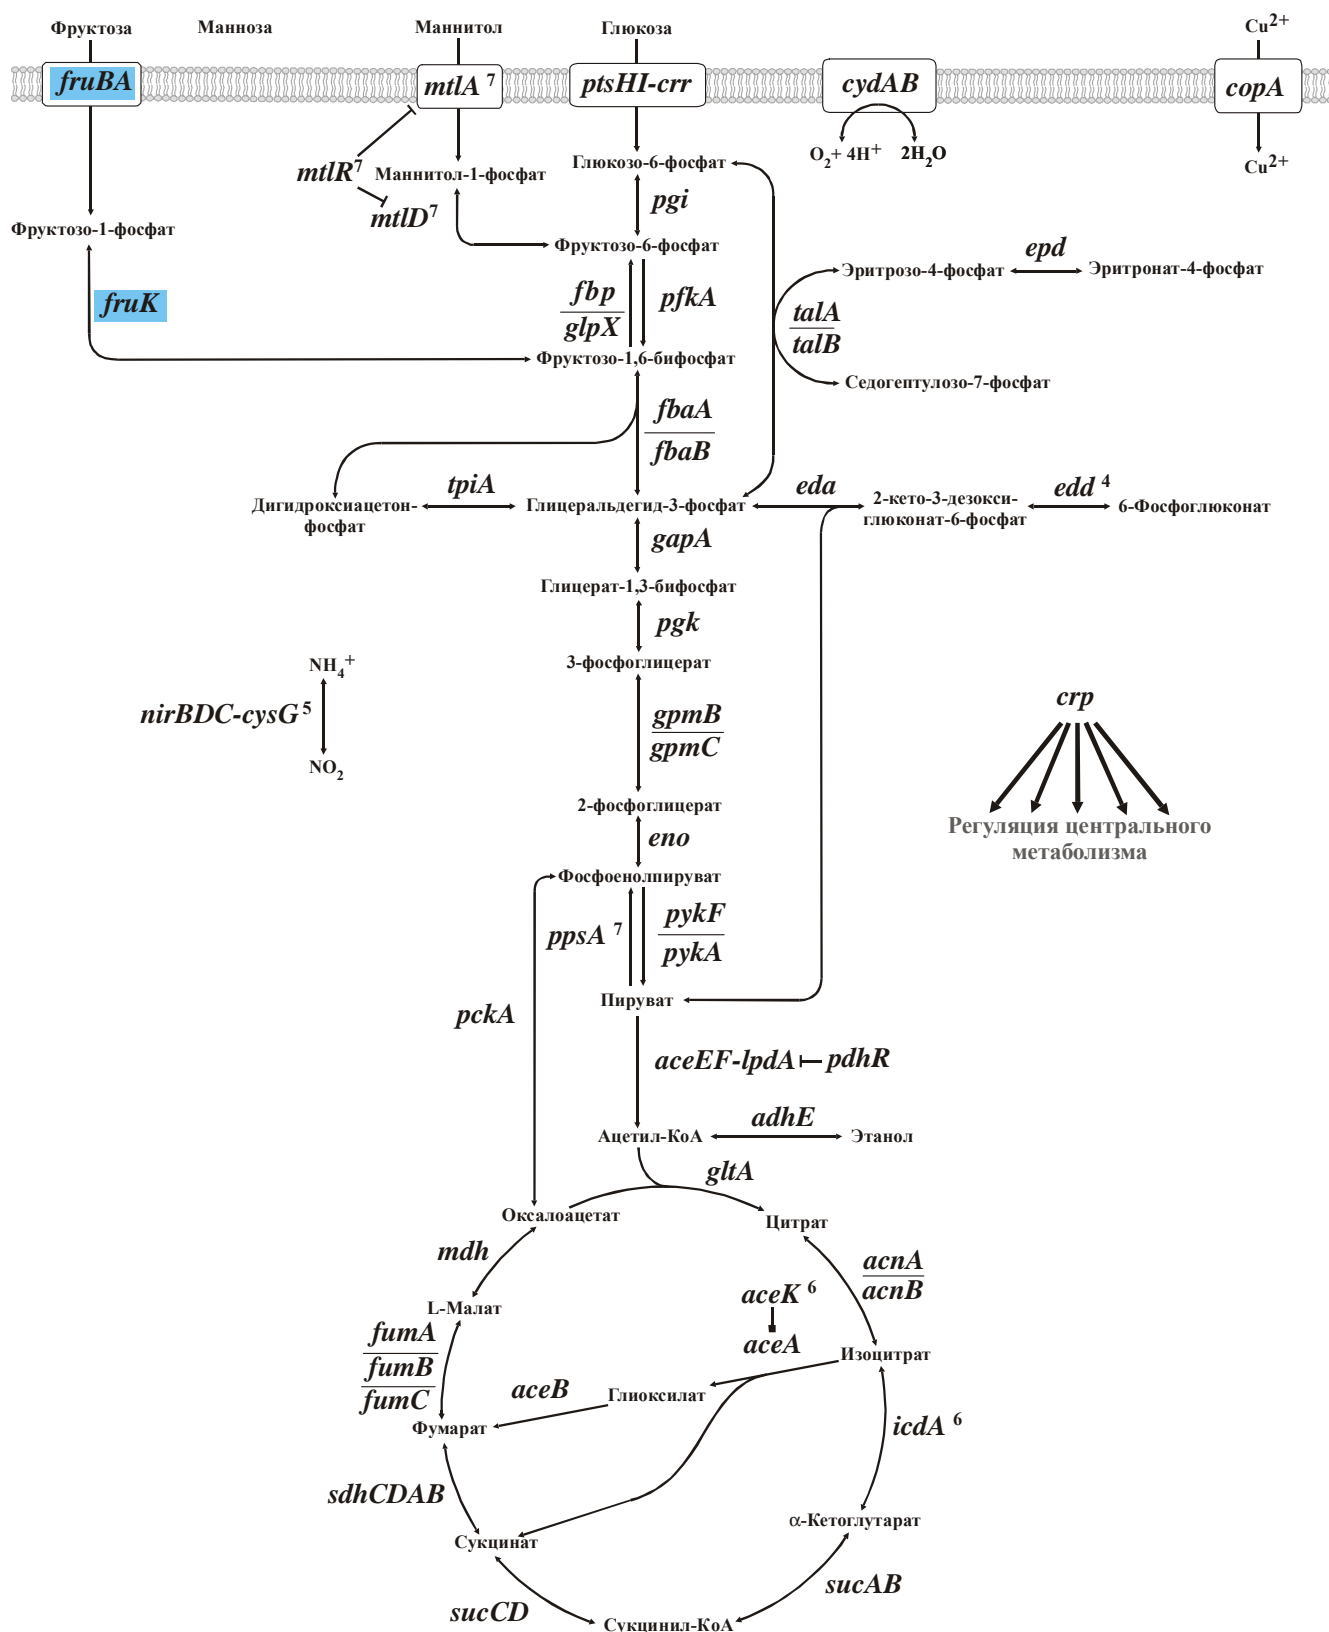 Фруктоза
Манноза
Маннитол
Глюкоза
Cu2+
fruBA
mtlA 7
ptsHI-crr
cydAB
copA
O2+ 4H+
2H2O
Cu2+
mtlR7
Маннитол-1-фосфат
Глюкозо-6-фосфат
mtlD7
pgi
Фруктозо-1-фосфат
Фруктозо-6-фосфат
epd
Эритрозо-4-фосфат
Эритронат-4-фосфат
fruK
fbp
glpX
pfkA
talA
talB
Фруктозо-1,6-бифосфат
Седогептулозо-7-фосфат
fbaA
fbaB
tpiA
eda
edd 4
Дигидроксиацетон-
фосфат
Глицеральдегид-3-фосфат
2-кето-3-дезокси-
глюконат-6-фосфат
6-Фосфоглюконат
gapA
Глицерат-1,3-бифосфат
pgk
3-фосфоглицерат
NH4+
nirBDC-cysG 5
NO2
gpmB
gpmC
crp
Регуляция центрального
метаболизма
2-фосфоглицерат
eno
Фосфоенолпируват
ppsA 7
pykF
pykA
Пируват
pckA
aceEF-lpdA
pdhR
adhE
Ацетил-КоА
Этанол
gltA
Оксалоацетат
Цитрат
mdh
acnA
acnB
aceK 6
L-Малат
aceA
Изоцитрат
fumA
fumB
fumC
aceB
Глиоксилат
Фумарат
icdA 6
sdhCDAB
α-Кетоглутарат
Сукцинат
sucAB
sucCD
Сукцинил-КоА